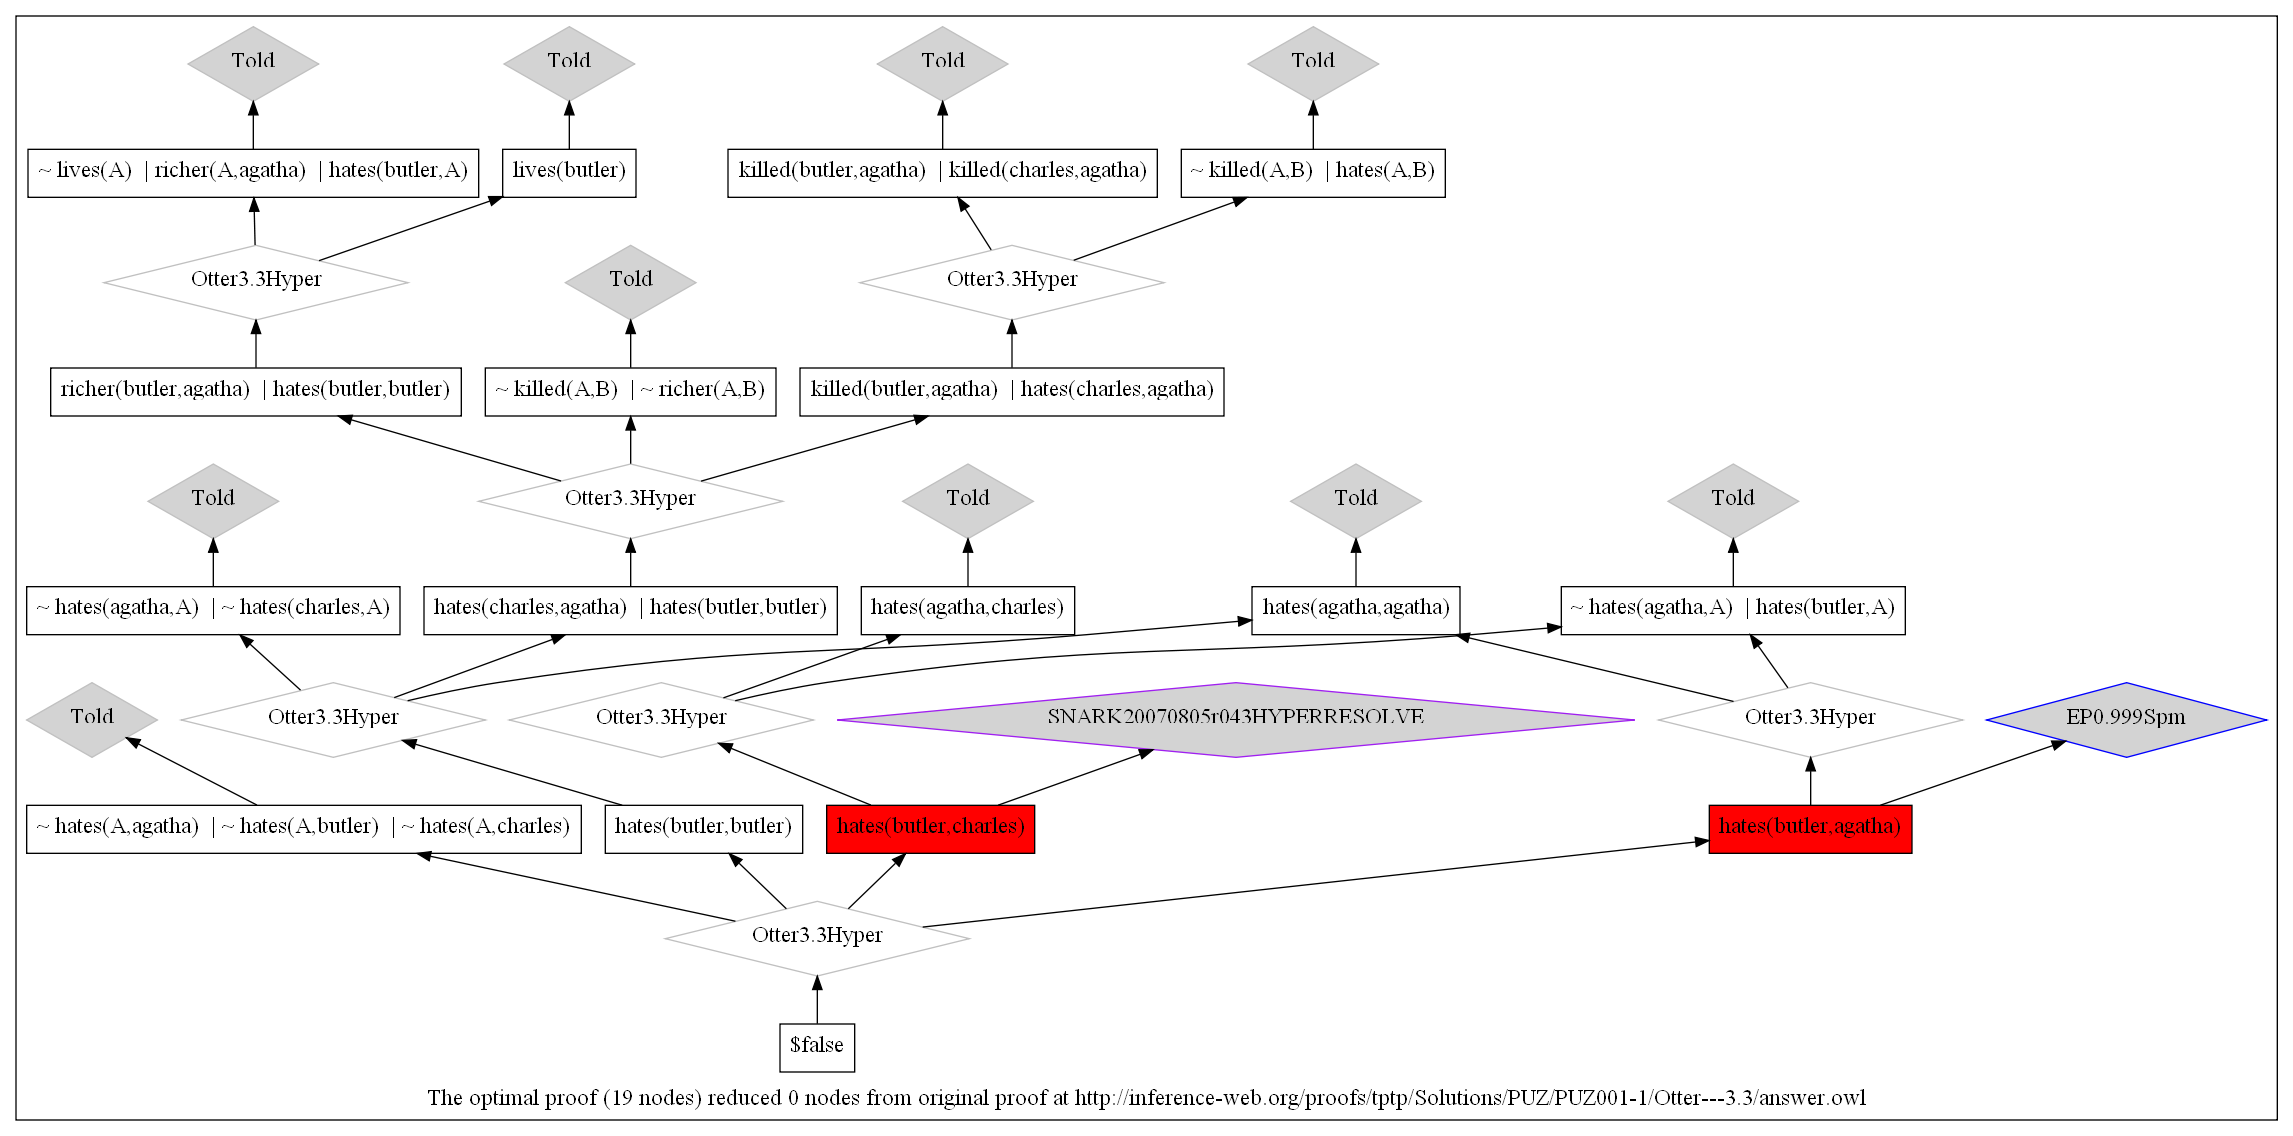 Told
Told
Told
Told
~ lives(A) | richer(A,agatha) | hates(butler,A)
lives(butler)
killed(butler,agatha) | killed(charles,agatha)
~ killed(A,B) | hates(A,B)
Otter3.3Hyper
Told
Otter3.3Hyper
richer(butler,agatha) | hates(butler,butler)
~ killed(A,B) | ~ richer(A,B)
killed(butler,agatha) | hates(charles,agatha)
Told
Otter3.3Hyper
Told
Told
Told
~ hates(agatha,A) | ~ hates(charles,A)
hates(charles,agatha) | hates(butler,butler)
hates(agatha,charles)
hates(agatha,agatha)
~ hates(agatha,A) | hates(butler,A)
Told
Otter3.3Hyper
Otter3.3Hyper
SNARK20070805r043HYPERRESOLVE
Otter3.3Hyper
EP0.999Spm
~ hates(A,agatha) | ~ hates(A,butler) | ~ hates(A,charles)
hates(butler,butler)
hates(butler,charles)
hates(butler,agatha)
Otter3.3Hyper
$false
The optimal proof (19 nodes) reduced 0 nodes from original proof at http://inference-web.org/proofs/tptp/Solutions/PUZ/PUZ001-1/Otter---3.3/answer.owl